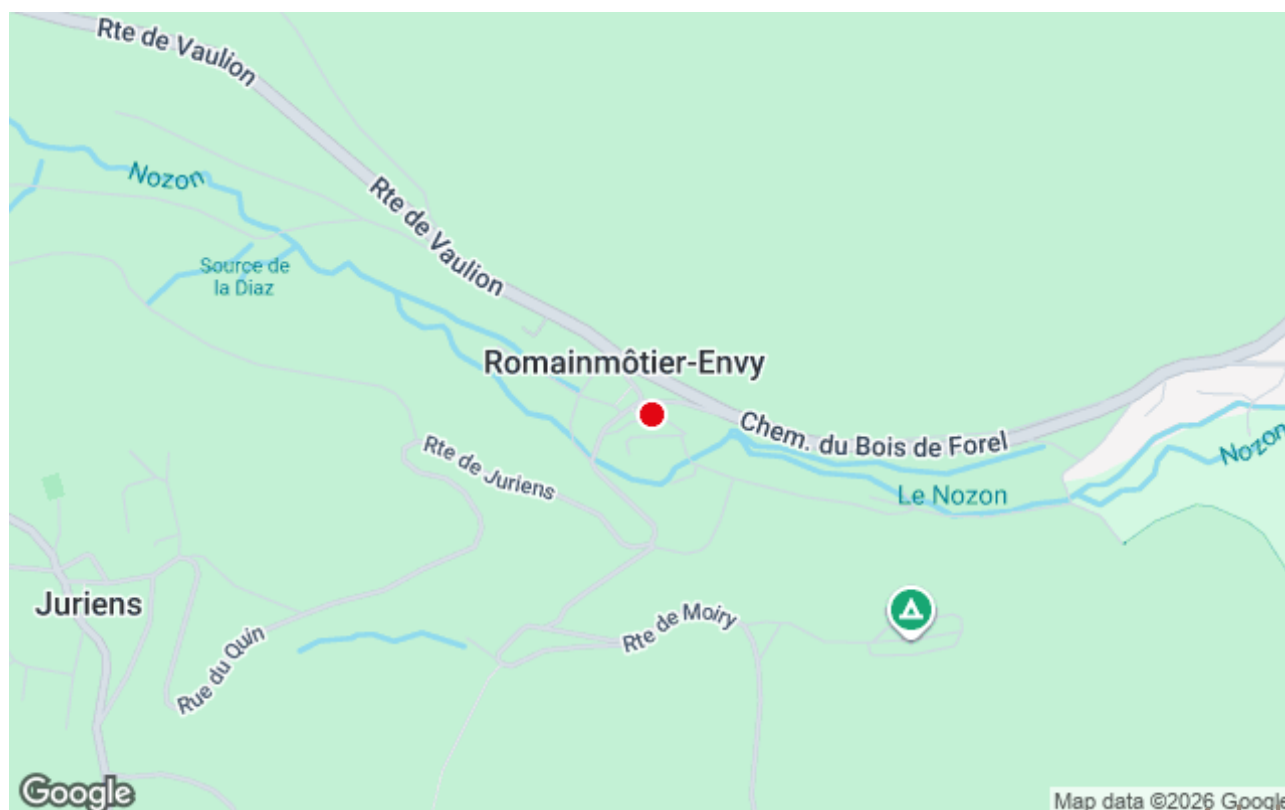 Rte de Vaulion
Nozon
Rte de Vaulion
Source de
la Diaz
Romainmôtier-Envy
Chem. du Bois de Forel
Rte de Juriens
Nozon
Le Nozon
Juriens
Rte de Moiry
Rue du Quin
Google
Map data ©2026 Google